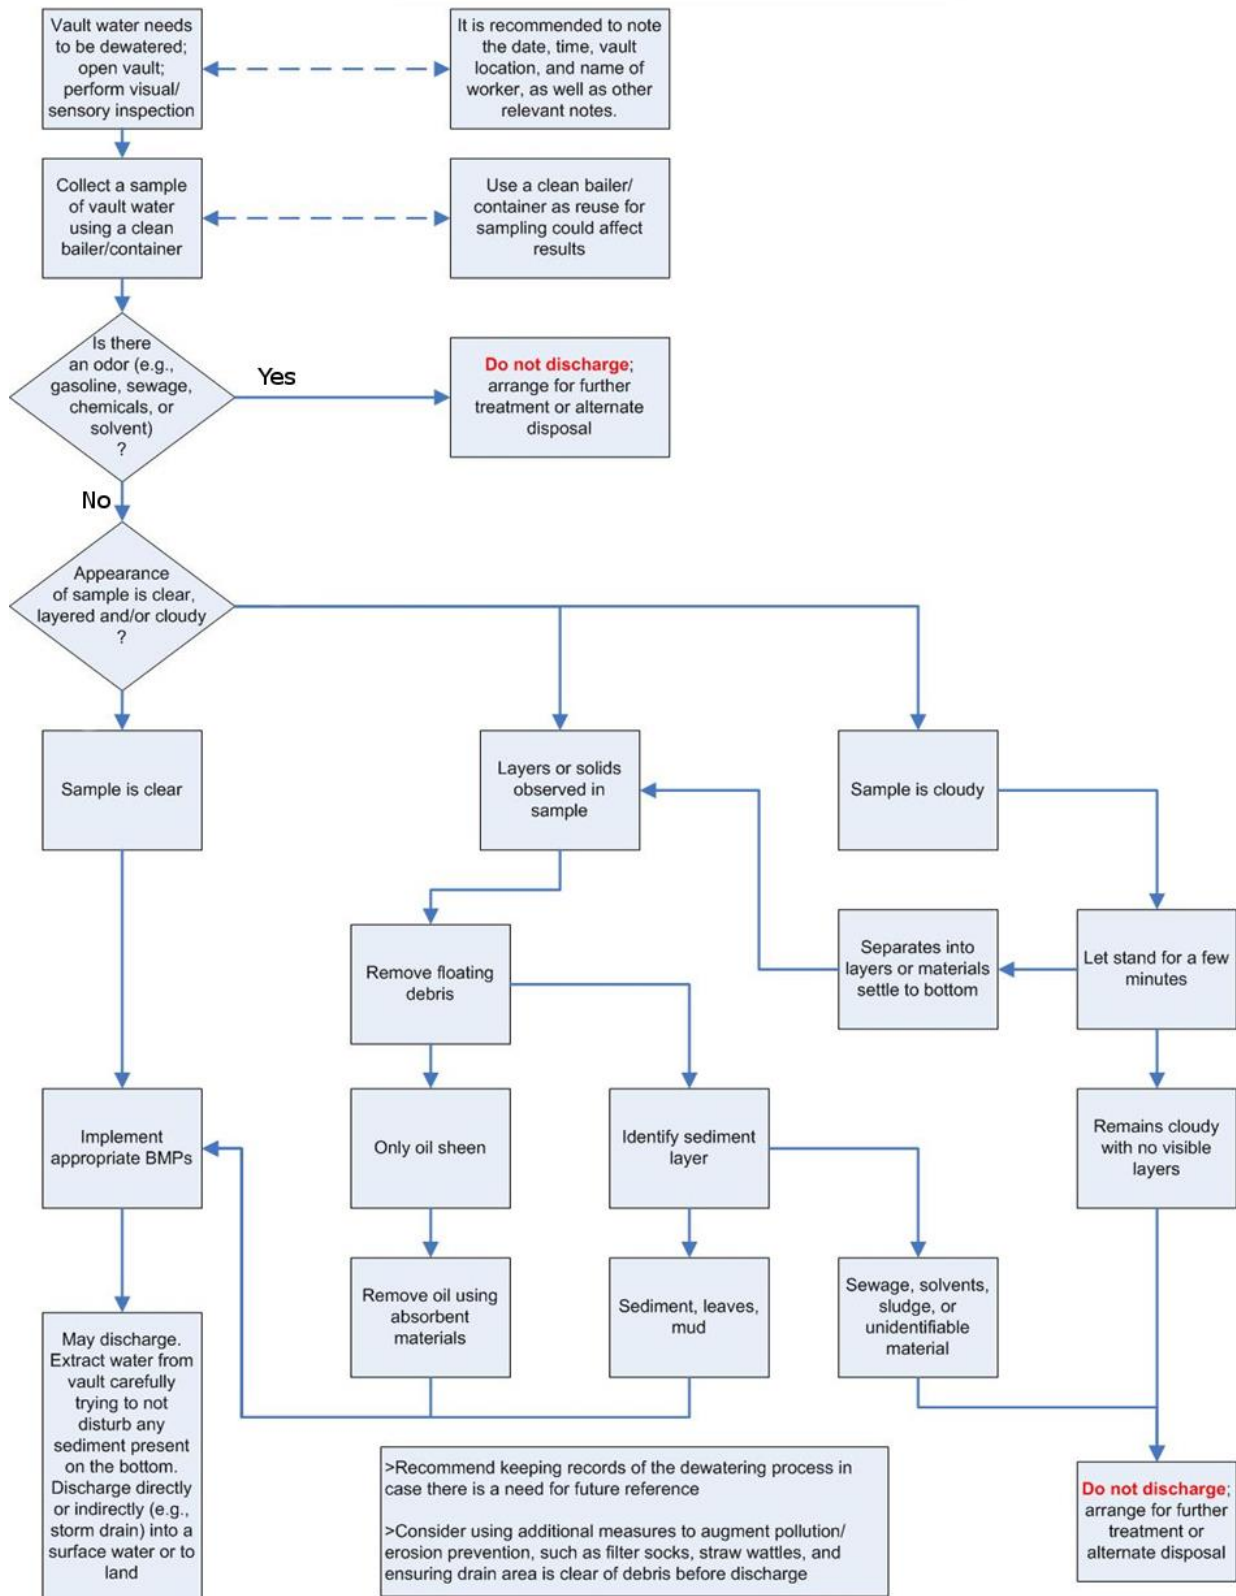 Vault water needs
to be dewatered;
open vault;
perform visual/
sensory inspection
It is recommended to note
the date, time, vault
location, and name of
worker, as well as other
relevant notes.
Collect a sample
of vault water
using a clean
bailer/container
Use a clean bailer/
container as reuse for
sampling could affect
results
Is there
an odor (e.g.,
gasoline, sewage,
chemicals, or
solvent)
?
Yes
Do not discharge;
arrange for further
treatment or alternate
disposal
No
Appearance
of sample is clear,
layered and/or cloudy
?
Sample is clear
Layers or solids
observed in
sample
Sample is cloudy
Remove floating
debris
Separates into
layers or materials
settle to bottom
Let stand for a few
minutes
Implement
appropriate BMPs
Only oil sheen
Identify sediment
layer
Remains cloudy
with no visible
layers
Remove oil using
absorbent
materials
Sediment, leaves,
mud
Sewage, solvents,
sludge, or
unidentifiable
material
May discharge.
Extract water from
vault carefully
trying to not
disturb any
sediment present
on the bottom.
Discharge directly
or indirectly (e.g.,
storm drain) into a
surface water or to
land
>Recommend keeping records of the dewatering process in
case there is a need for future reference
>Consider using additional measures to augment pollution/
erosion prevention, such as filter socks, straw wattles, and
ensuring drain area is clear of debris before discharge
Do not discharge;
arrange for further
treatment or
alternate disposal